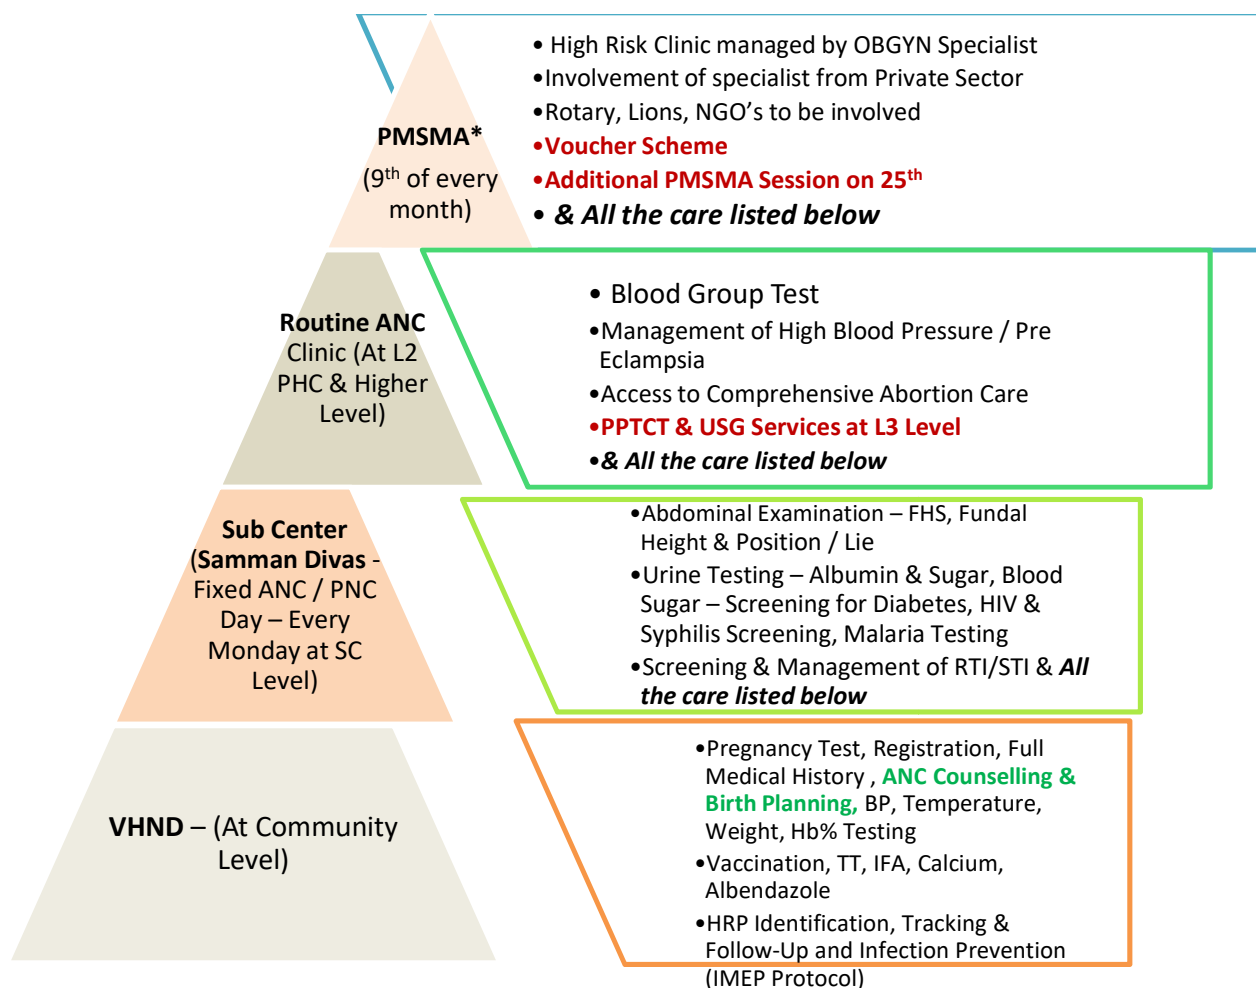 PMSMA*
(9th of every
month)
• High Risk Clinic managed by OBGYN Specialist
•Involvement of specialist from Private Sector
•Rotary, Lions, NGO’s to be involved
•Voucher Scheme
•Additional PMSMA Session on 25th
• & All the care listed below
Routine ANC
Clinic (At L2
PHC & Higher
Level)
• Blood Group Test
•Management of High Blood Pressure / Pre
Eclampsia
•Access to Comprehensive Abortion Care
•PPTCT & USG Services at L3 Level
•& All the care listed below
Sub Center
(Samman Divas -
Fixed ANC / PNC
Day – Every
Monday at SC
Level)
•Abdominal Examination – FHS, Fundal
Height & Position / Lie
•Urine Testing – Albumin & Sugar, Blood
Sugar – Screening for Diabetes, HIV &
Syphilis Screening, Malaria Testing
•Screening & Management of RTI/STI & All
the care listed below
VHND – (At Community
Level)
•Pregnancy Test, Registration, Full
Medical History , ANC Counselling &
Birth Planning, BP, Temperature,
Weight, Hb% Testing
•Vaccination, TT, IFA, Calcium,
Albendazole
•HRP Identification, Tracking &
Follow-Up and Infection Prevention
(IMEP Protocol)